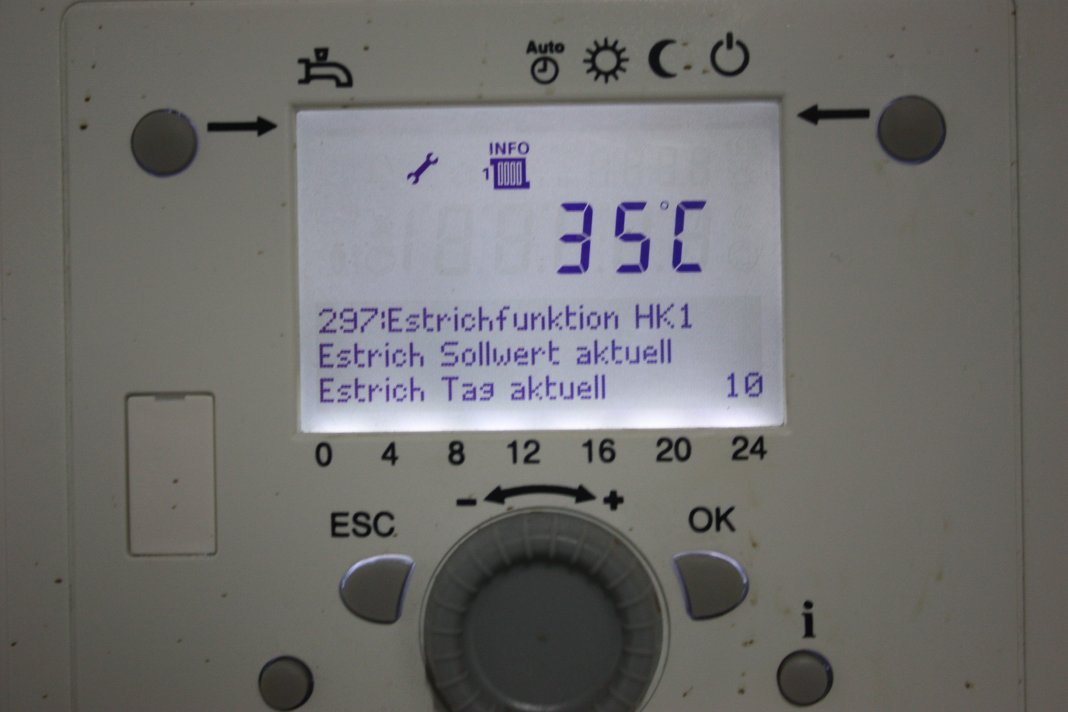 Auto
INFO
1
35°C
297:Estrichfunktion HK1
Estrich Sollwert aktuell
Estrich Tag aktuell 10
0 4 8 12 16 20 24
- +
ESC OK
i